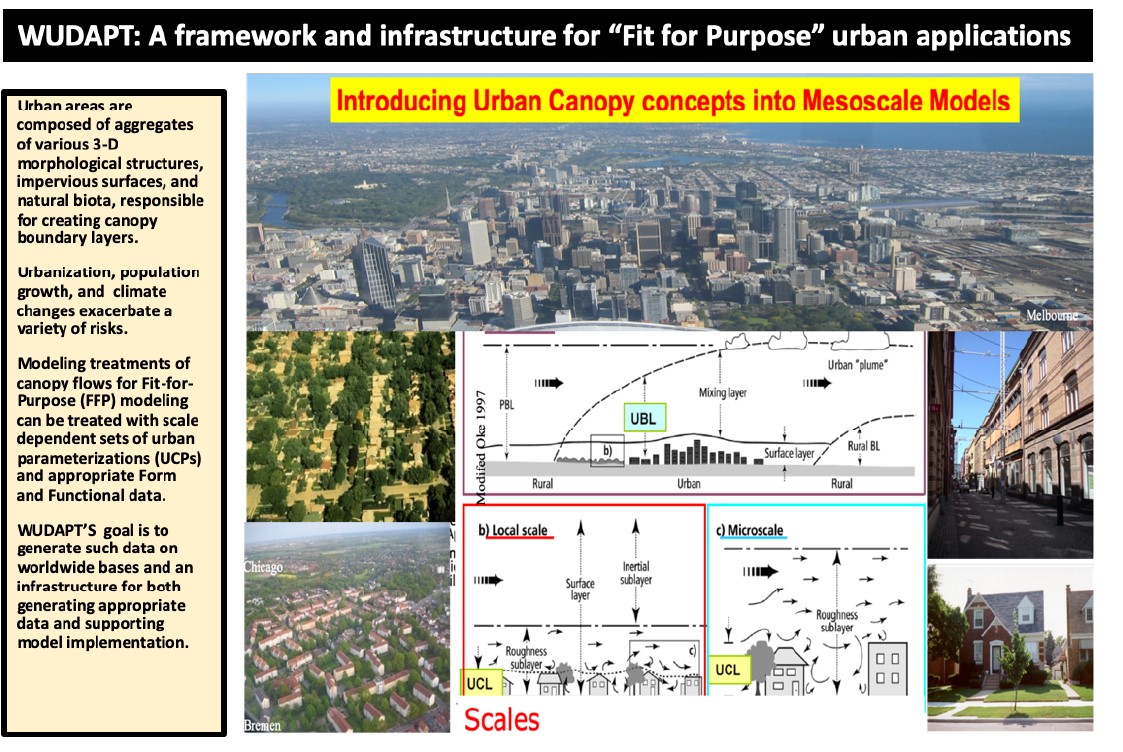 WUDAPT: A framework and infrastructure for “Fit for Purpose” urban applications
Urban areas are
composed of aggregates
of various 3-D
morphological structures,
impervious surfaces, and
natural biota, responsible
for creating canopy
boundary layers.
Urbanization, population
growth, and climate
changes exacerbate a
variety of risks.
Modeling treatments of
canopy flows for Fit-for-
Purpose (FFP) modeling
can be treated with scale
dependent sets of urban
parameterizations (UCPs)
and appropriate Form
and Functional data.
WUDAPT’S goal is to
generate such data on
worldwide bases and an
infrastructure for both
generating appropriate
data and supporting
model implementation.
Introducing Urban Canopy concepts into Mesoscale Models
Melbourne
Modifed Oke 1997
PBL
UBL
Mixing layer
Urban "plume"
b)
Surface layer
Rural BL
Rural
Urban
Rural
b) Local scale
Surface
layer
Inertial
sublayer
Roughness
sublayer
c)
UCL
c) Microscale
Roughness
sublayer
UCL
Chicago
Bremen
Scales